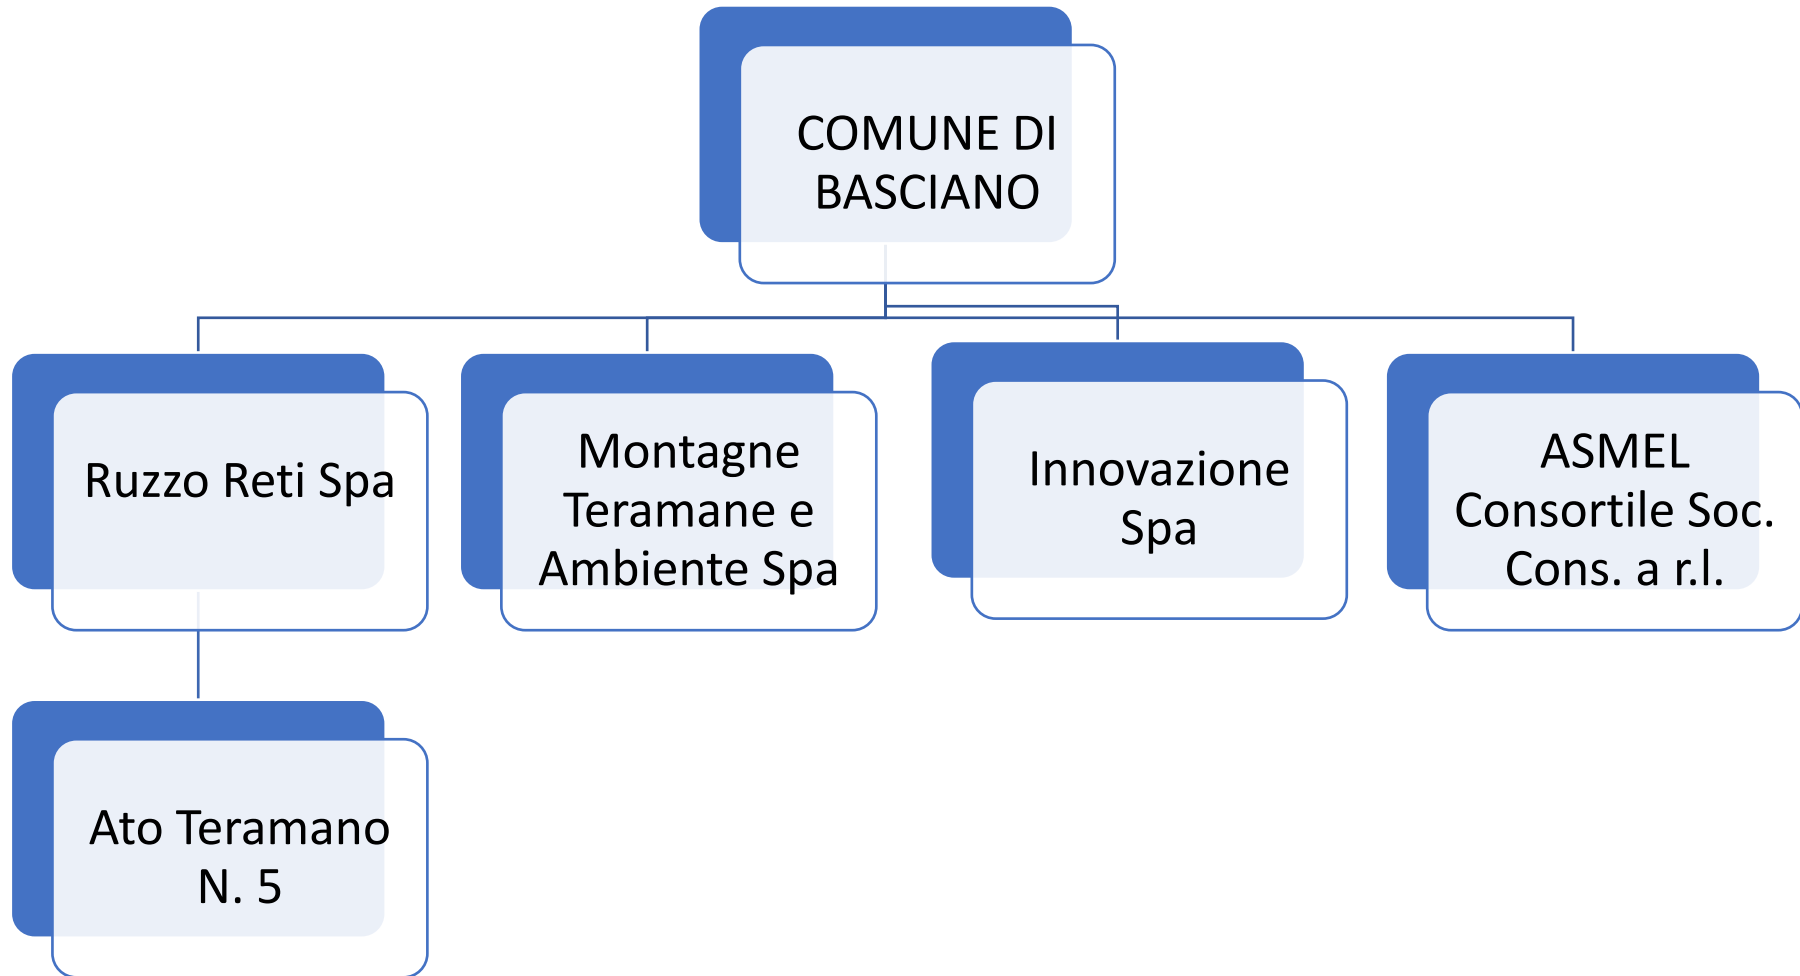 COMUNE DI
BASCIANO
Ruzzo Reti Spa
Montagne
Teramane e
Ambiente Spa
Innovazione
Spa
ASMEL
Consortile Soc.
Cons. a r.l.
Ato Teramano
N. 5